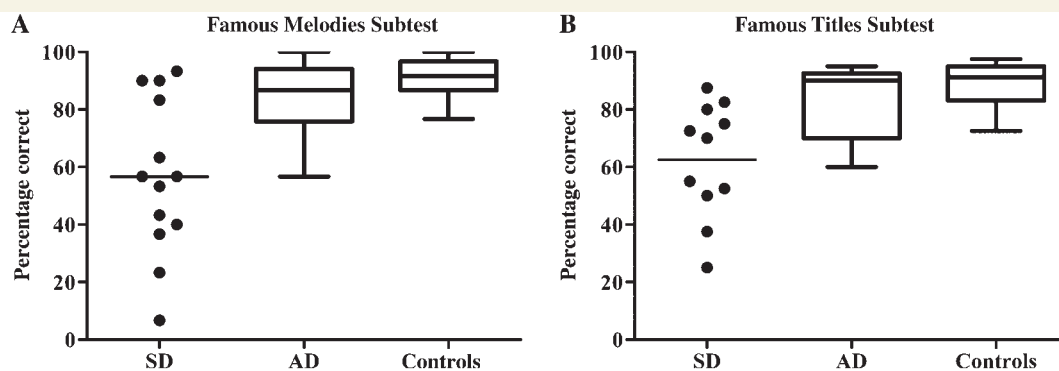 A
Famous Melodies Subtest
Percentage correct
100
80
60
40
20
0
SD
AD
Controls
B
Famous Titles Subtest
Percentage correct
100
80
60
40
20
0
SD
AD
Controls